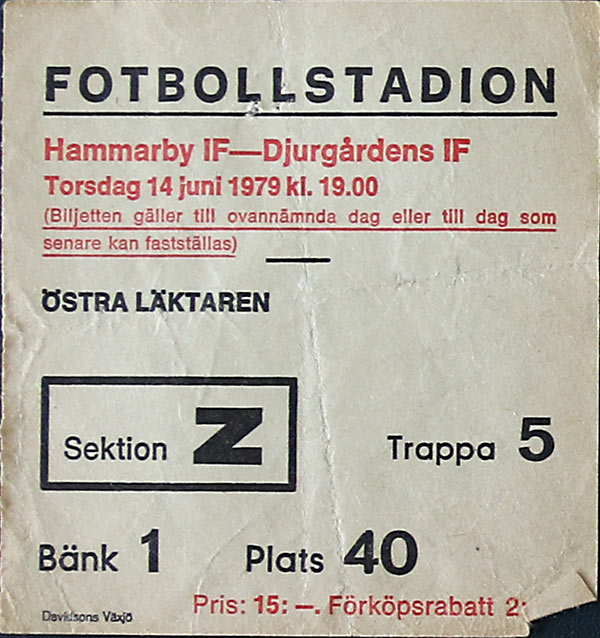 FOTBOLLSTADION
Hammarby IF—Djurgårdens IF
Torsdag 14 juni 1979 kl. 19.00
(Biljetten gäller till ovannämnda dag eller till dag som
senare kan fastställas)
ÖSTRA LÄKTAREN
Sektion Z
Trappa 5
Bänk 1 Plats 40
Pris: 15: —. Förköpsrabatt 2:
Davidsons Växjö